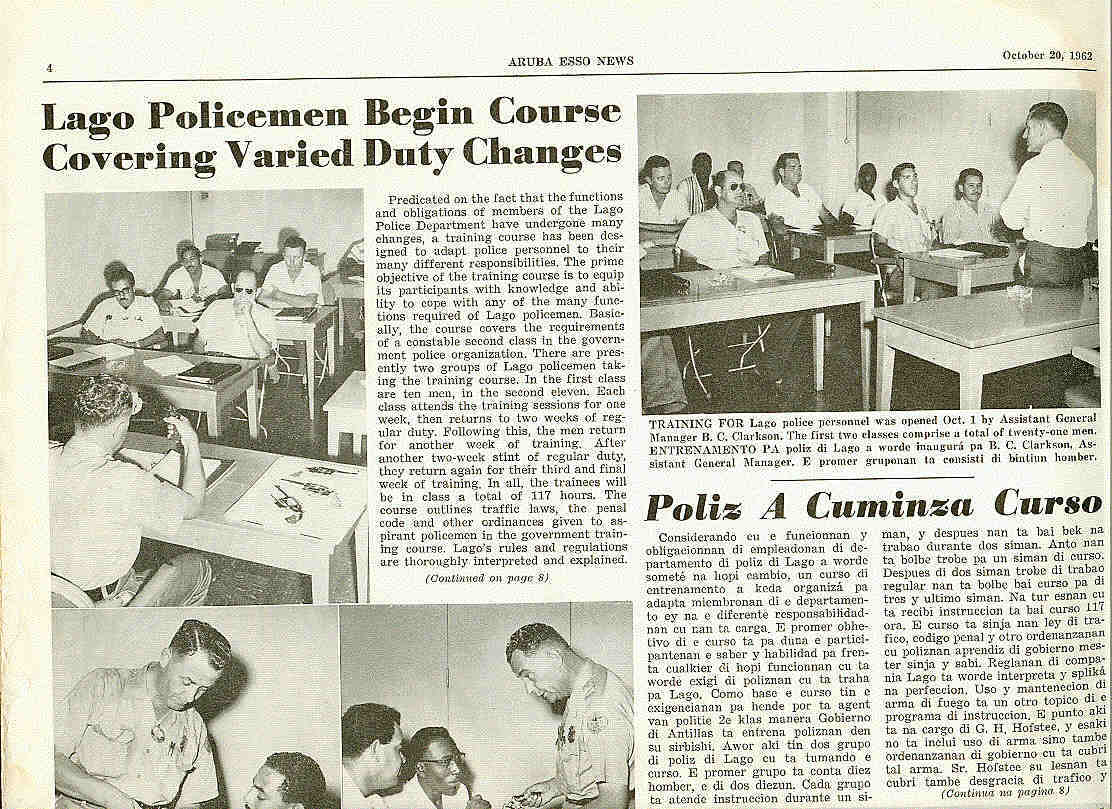 4
ARUBA ESSO NEWS
October 20, 1962
Lago Policemen Begin Course
Covering Varied Duty Changes
Predicated on the fact that the functions
and obligations of members of the Lago
Police Department have undergone many
changes, a training course has been des-
igned to adapt police personnel to their
many different responsibilities. The prime
objective of the training course is to equip
its participants with knowledge and abi-
lity to cope with any of the many func-
tions required of Lago policemen. Basic-
ally, the course covers the requirements
of a constable second class in the govern-
ment police organization. There are pres-
ently two groups of Lago policemen tak-
ing the training course. In the first class
are ten men, in the second eleven. Each
class attends the training sessions for one
week, then returns to two weeks of reg-
ular duty. Following this, the men return
for another week of training. After
another two-week stint of regular duty,
they return again for their third and final
week of training. In all, the trainees will
be in class a total of 117 hours. The
course outlines traffic laws, the penal
code and other ordinances given to as-
pirant policemen in the government train-
ing course. Lago's rules and regulations
are thoroughly interpreted and explained.
(Continued on page 8)
TRAINING FOR Lago police personnel was opened Oct. 1 by Assistant General
Manager B. C. Clarkson. The first two classes comprise a total of twenty-one men.
ENTRENAMENTO PA poliz di Lago a worde inaugurá pa B. C. Clarkson, As-
sistant General Manager. E promer gruponan ta consisti di bintiun homber.
Poliz A Cuminza Curso
Considerando cu e funcionnan y
obligacionnan di empleadonan di de-
partamento di poliz di Lago a worde
someté na hopi cambio, un curso di
entrenamento a keda organizá pa
adapta miembronan di e departamen-
to ey na e diferente responsabilidad-
nan cu nan ta carga. E promer obhe-
tivo di e curso ta pa duna e partici-
pantenan e saber y habilidad pa fren-
ta cualkier di hopi funcionnan cu ta
worde exigi di poliznan cu ta traha
pa Lago. Como base e curso tin e
exigencianan pa hende por ta agent
van politie 2e klas manera Gobierno
di Antillas ta entrena poliznan den
su sirbishi. Awor aki tin dos grupo
di poliz di Lago cu ta tumando e
curso. E promer grupo ta conta diez
homber, e di dos diezun. Cada grupo
ta atende instruccion durante un si-
man, y despues nan ta bai bek na
trabao durante dos siman. Anto nan
ta bolbe trobe pa un siman di curso.
Despues di dos siman trobe di trabao
regular nan ta bolbe bai curso pa di
tres y ultimo siman. Na tur esnan cu
ta recibi instruccion ta bai curso 117
ora. E curso ta sinja nan ley di tra-
fico, codigo penal y otro ordenanzanan
cu poliznan aprendiz di gobierno mes-
ter sinja y sabi. Reglanan di compa-
nia Lago ta worde interpreta y spliká
na perfeccion. Uso y mantenecion di
arma di fuego ta un otro topico di e
programa di instruccion. E punto aki
ta na cargo di G. H. Hofstee, y esaki
no ta inclui uso di arma sino tambe
ordenanzanan di gobierno cu ta cubri
tal arma. Sr. Hofstee su lesnan ta
cubri tambe desgracia di trafico y
(Continua na pagina 8)